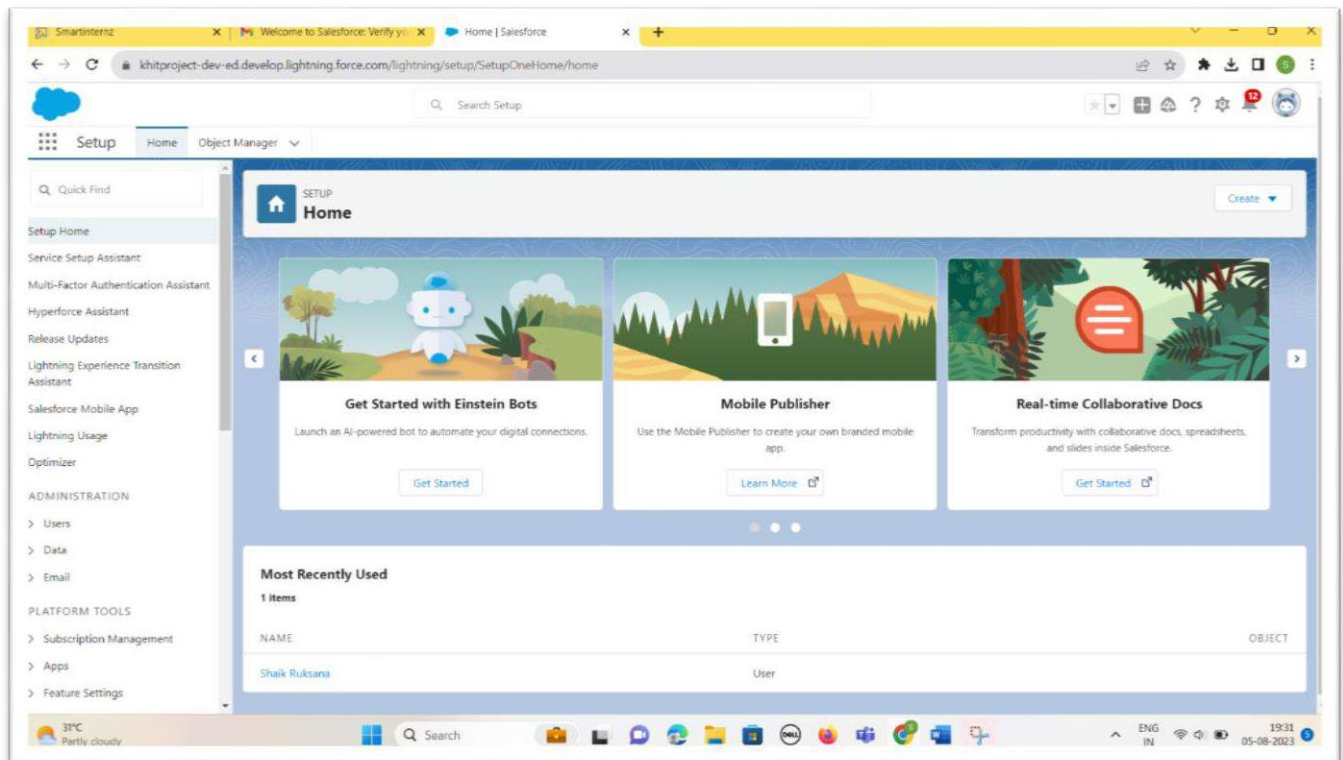 Smartinternz
Welcome to Salesforce: Verify yo
Home | Salesforce
khitproject-dev-ed.develop.lightning.force.com/lightning/setup/SetupOneHome/home
S
Search Setup
12
Setup
Home
Object Manager
Quick Find
Setup Home
Service Setup Assistant
Multi-Factor Authentication Assistant
Hyperforce Assistant
Release Updates
Lightning Experience Transition
Assistant
Salesforce Mobile App
Lightning Usage
Optimizer
ADMINISTRATION
Users
Data
Email
PLATFORM TOOLS
Subscription Management
Apps
Feature Settings
SETUP
Home
Create
Get Started with Einstein Bots
Launch an AI-powered bot to automate your digital connections.
Get Started
Mobile Publisher
Use the Mobile Publisher to create your own branded mobile
app.
Learn More
Real-time Collaborative Docs
Transform productivity with collaborative docs, spreadsheets,
and slides inside Salesforce.
Get Started
Most Recently Used
1 items
NAME TYPE OBJECT
Shaik Ruksana User
31°C
Partly cloudy
Search
DELL
ENG
IN
19:31
05-08-2023
5